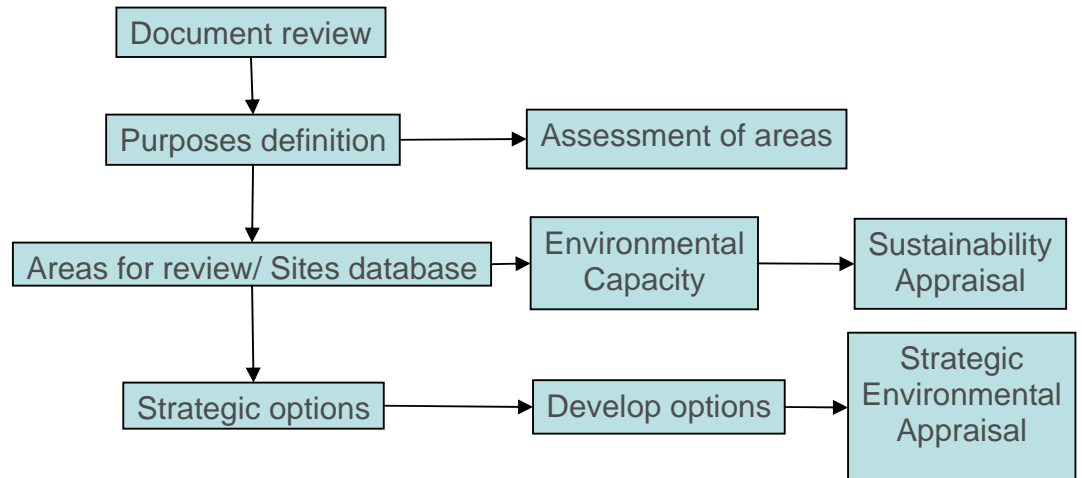 Document review
Purposes definition
Assessment of areas
Areas for review/ Sites database
Environmental
Capacity
Sustainability
Appraisal
Strategic options
Develop options
Strategic
Environmental
Appraisal